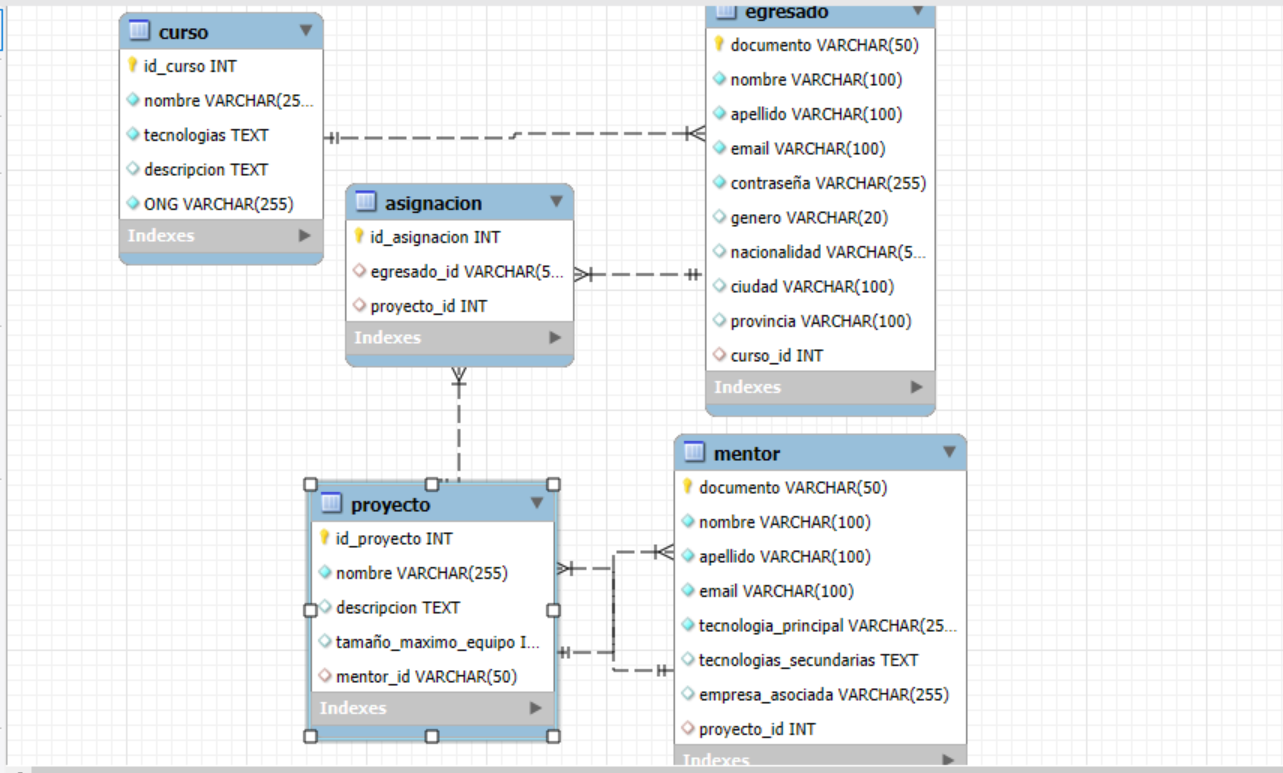 curso
id_curso INT
nombre VARCHAR(25...
tecnologias TEXT
descripcion TEXT
ONG VARCHAR(255)
Indexes
asignacion
id_asignacion INT
egresado_id VARCHAR(5...
proyecto_id INT
Indexes
egresado
documento VARCHAR(50)
nombre VARCHAR(100)
apellido VARCHAR(100)
email VARCHAR(100)
contraseña VARCHAR(255)
genero VARCHAR(20)
nacionalidad VARCHAR(5...
ciudad VARCHAR(100)
provincia VARCHAR(100)
curso_id INT
Indexes
proyecto
id_proyecto INT
nombre VARCHAR(255)
descripcion TEXT
tamaño_maximo_equipo I...
mentor_id VARCHAR(50)
Indexes
mentor
documento VARCHAR(50)
nombre VARCHAR(100)
apellido VARCHAR(100)
email VARCHAR(100)
tecnologia_principal VARCHAR(25...
tecnologias_secundarias TEXT
empresa_asociada VARCHAR(255)
proyecto_id INT
Indexes